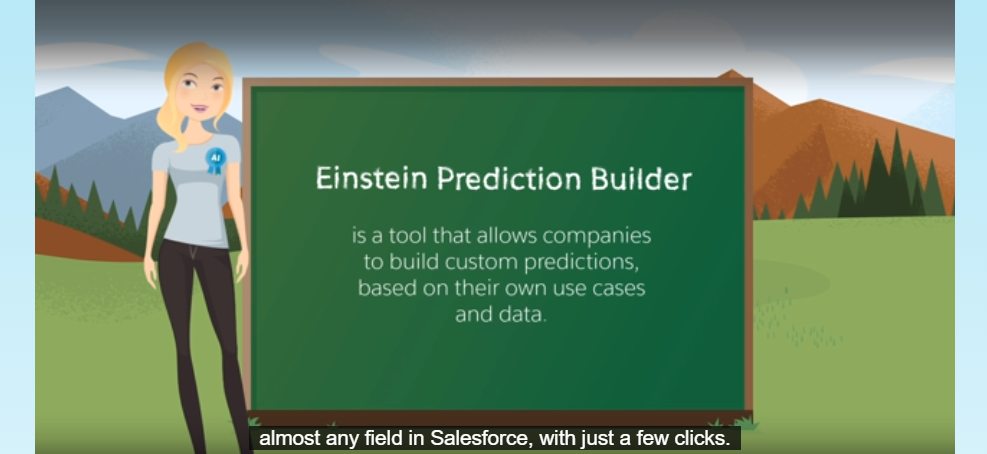 AI
Einstein Prediction Builder
is a tool that allows companies
to build custom predictions,
based on their own use cases
and data.
almost any field in Salesforce, with just a few clicks.